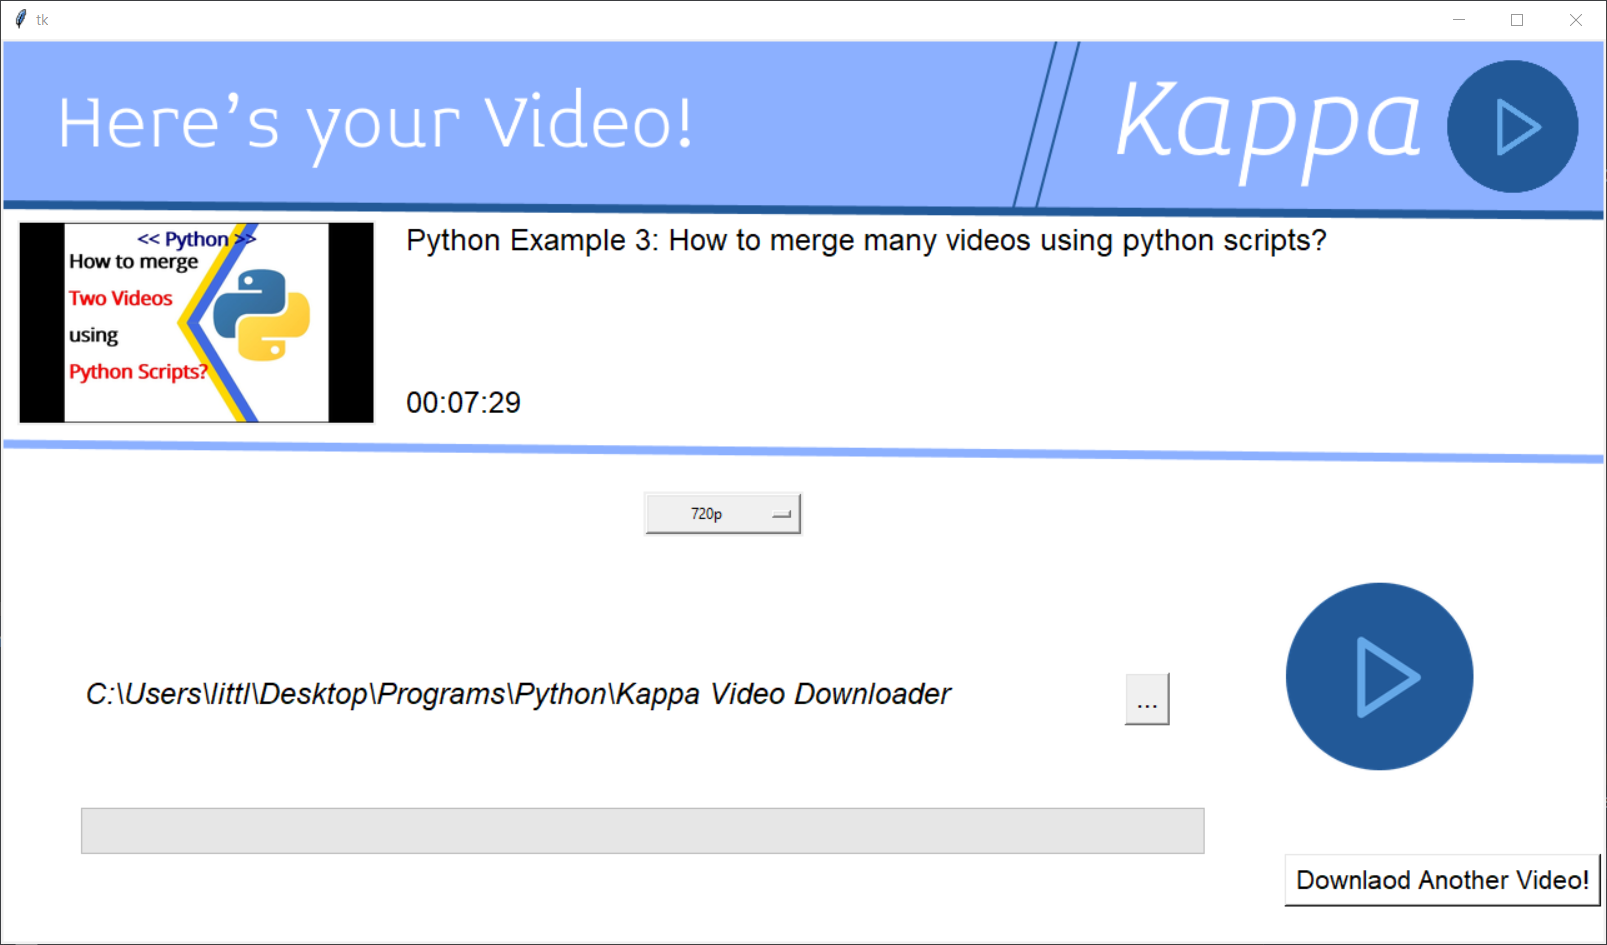 tk
Here's your Video!
Kappa
<< Python >>
How to merge
Two Videos
using
Python Scripts?
Python Example 3: How to merge many videos using python scripts?
00:07:29
720p
C:\Users\littl\Desktop\Programs\Python\Kappa Video Downloader
...
Downlaod Another Video!